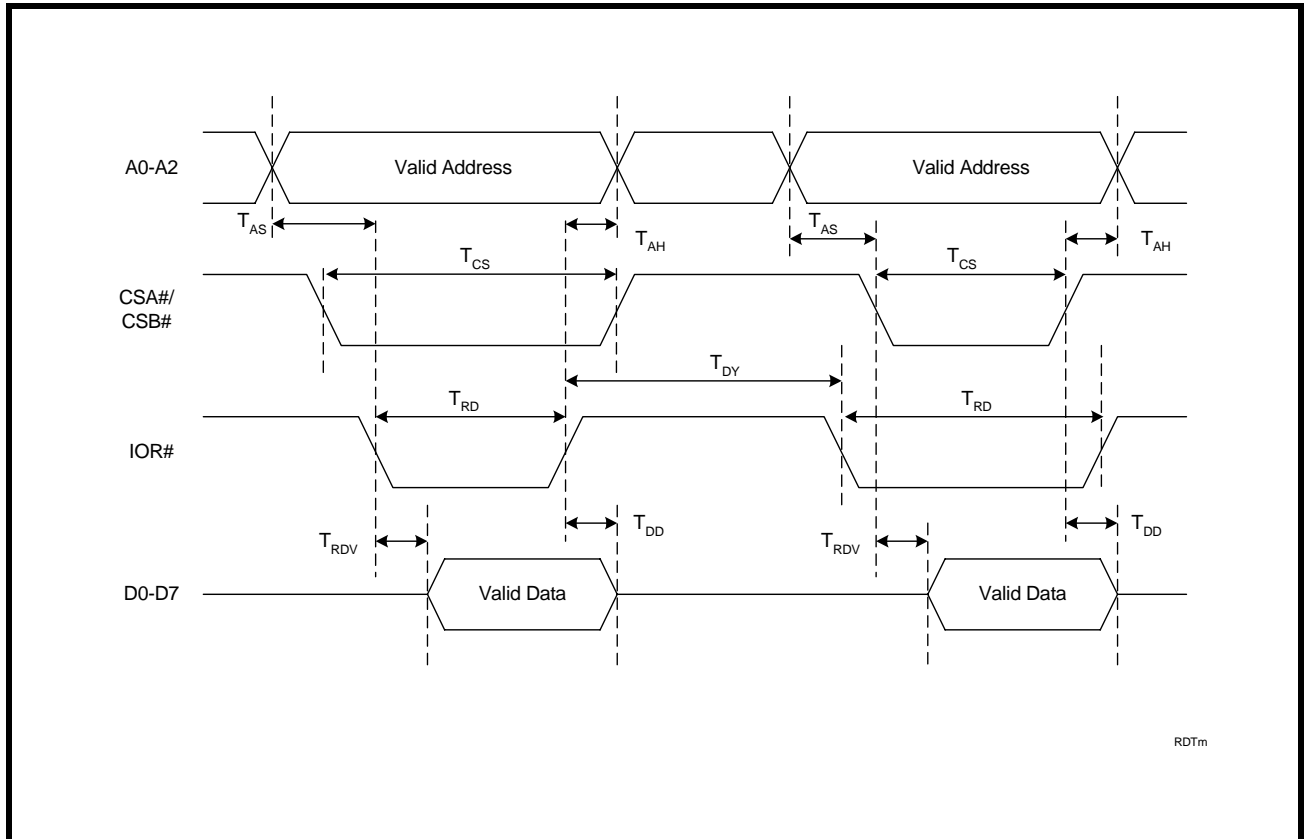 A0-A2
Valid Address
Valid Address
TAS
TAH
TAS
TAH
CSA#/
CSB#
TCS
TCS
TDY
IOR#
TRD
TRD
TRDV
TDD
TRDV
TDD
D0-D7
Valid Data
Valid Data
RDTm